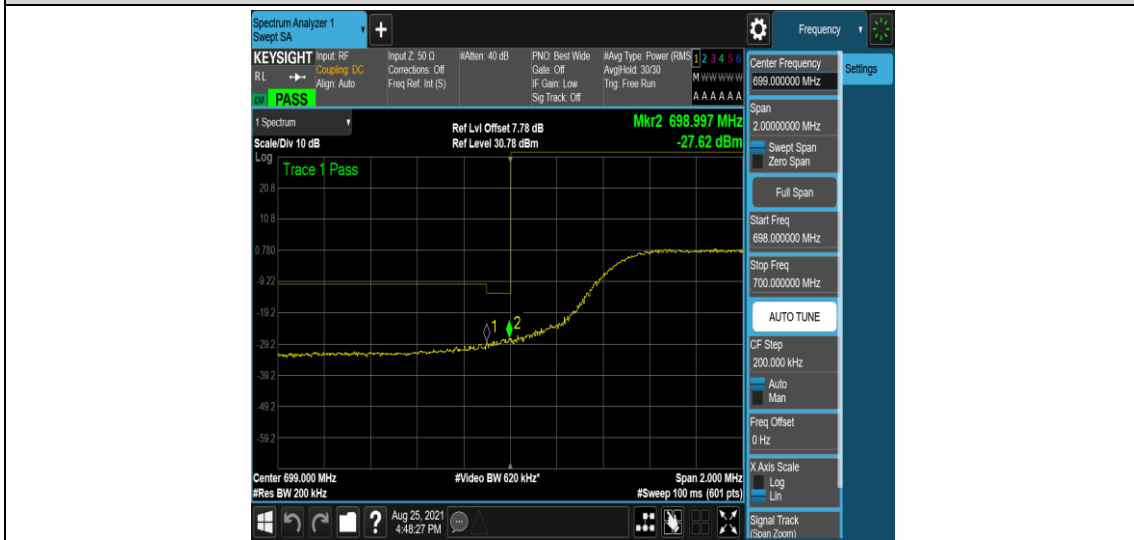 Spectrum Analyzer 1
Swept SA
+
Frequency
KEYSIGHT
RL
LXI PASS
Input: RF
Coupling: DC
Align: Auto
Input Z: 50 Ω
Corrections: Off
Freq Ref: Int (S)
#Atten: 40 dB
PNO: Best Wide
Gate: Off
IF Gain: Low
Sig Track: Off
#Avg Type: Power (RMS
Avg|Hold: 30/30
Trig: Free Run
1 2 3 4 5 6
M W W W W W
A A A A A A
1 Spectrum
Scale/Div 10 dB
Ref Lvl Offset 7.78 dB
Ref Level 30.78 dBm
Mkr2 698.997 MHz
-27.62 dBm
Log
Trace 1 Pass
20.8
10.8
0.780
-9.22
-19.2
-29.2
-39.2
-49.2
-59.2
1
2
Center 699.000 MHz
#Res BW 200 kHz
#Video BW 620 kHz*
Span 2.000 MHz
#Sweep 100 ms (601 pts)
Center Frequency
699.000000 MHz
Settings
Span
2.00000000 MHz
Swept Span
Zero Span
Full Span
Start Freq
698.000000 MHz
Stop Freq
700.000000 MHz
AUTO TUNE
CF Step
200.000 kHz
Auto
Man
Freq Offset
0 Hz
X Axis Scale
Log
Lin
Signal Track
(Span Zoom)
?
Aug 25, 2021
4:48:27 PM